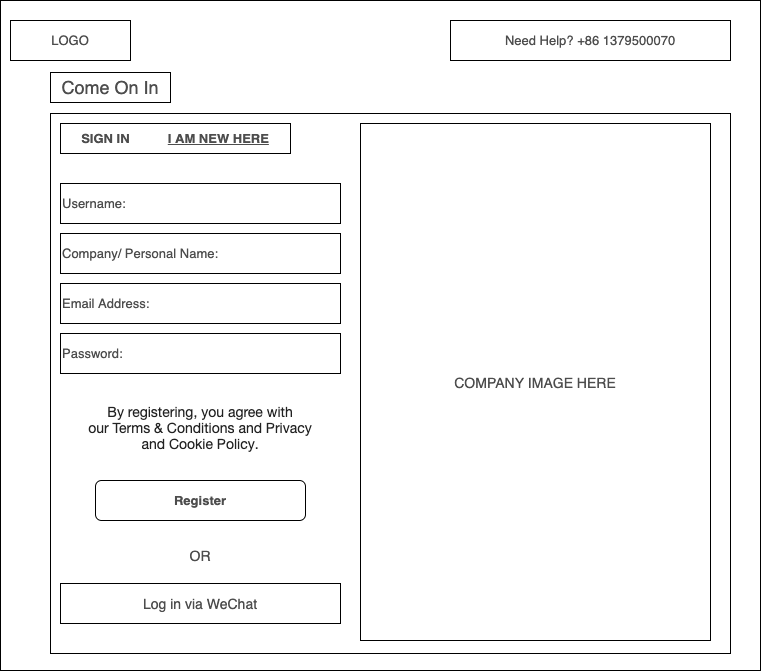 LOGO
Need Help? +86 1379500070
Come On In
SIGN IN
I AM NEW HERE
Username:
Company/ Personal Name:
Email Address:
Password:
COMPANY IMAGE HERE
By registering, you agree with
our Terms & Conditions and Privacy
and Cookie Policy.
Register
OR
Log in via WeChat